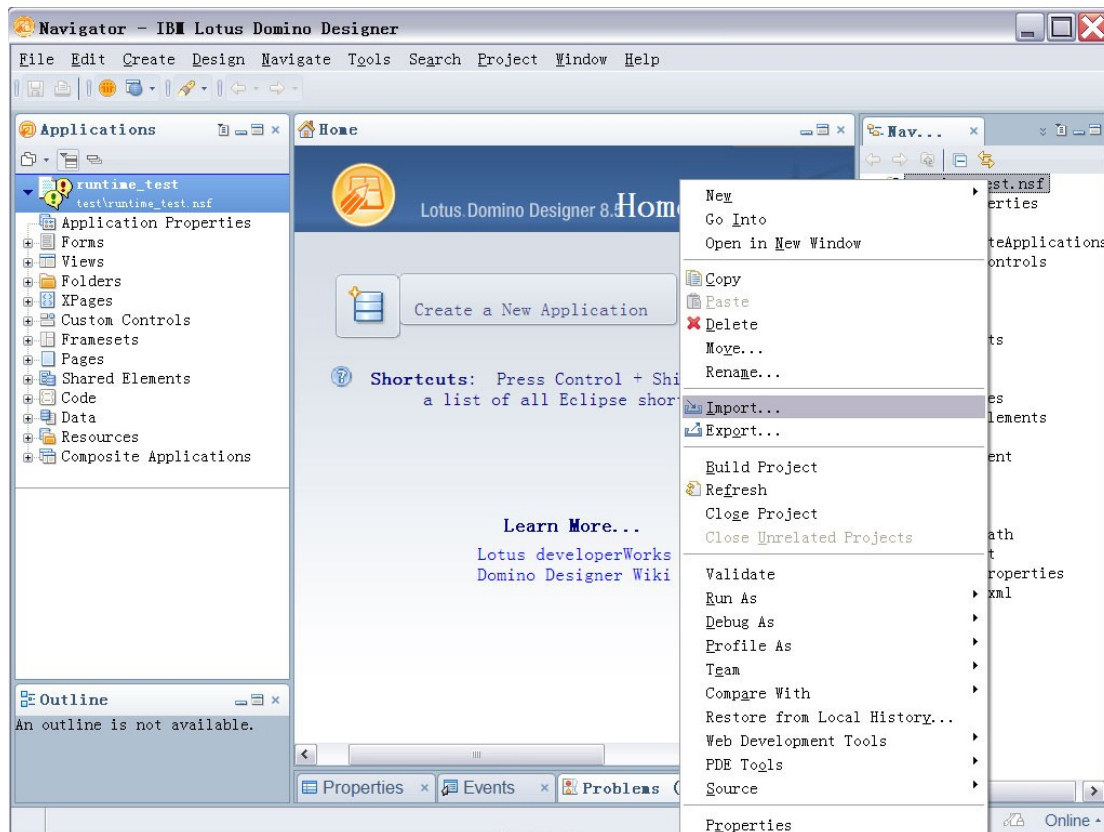 Navigator - IBM Lotus Domino Designer
File Edit Create Design Navigate Tools Search Project Window Help
Applications
runtime_test
test\runtime_test.nsf
Application Properties
Forms
Views
Folders
XPages
Custom Controls
Framesets
Pages
Shared Elements
Code
Data
Resources
Composite Applications
Outline
An outline is not available.
Home
Lotus. Domino Designer 8.5
Hom
Create a New Application
Shortcuts: Press Control + Shi
a list of all Eclipse shor
Learn More...
Lotus developerWorks
Domino Designer Wiki
Properties Events Problems (
Nav...
est.nsf
perties
teApplications
ontrols
ts
es
lements
ent
ath
t
roperties
xml
New
Go Into
Open in New Window
Copy
Paste
Delete
Move...
Rename...
Import...
Export...
Build Project
Refresh
Close Project
Close Unrelated Projects
Validate
Run As
Debug As
Profile As
Team
Compare With
Restore from Local History...
Web Development Tools
PDE Tools
Source
Properties
Online